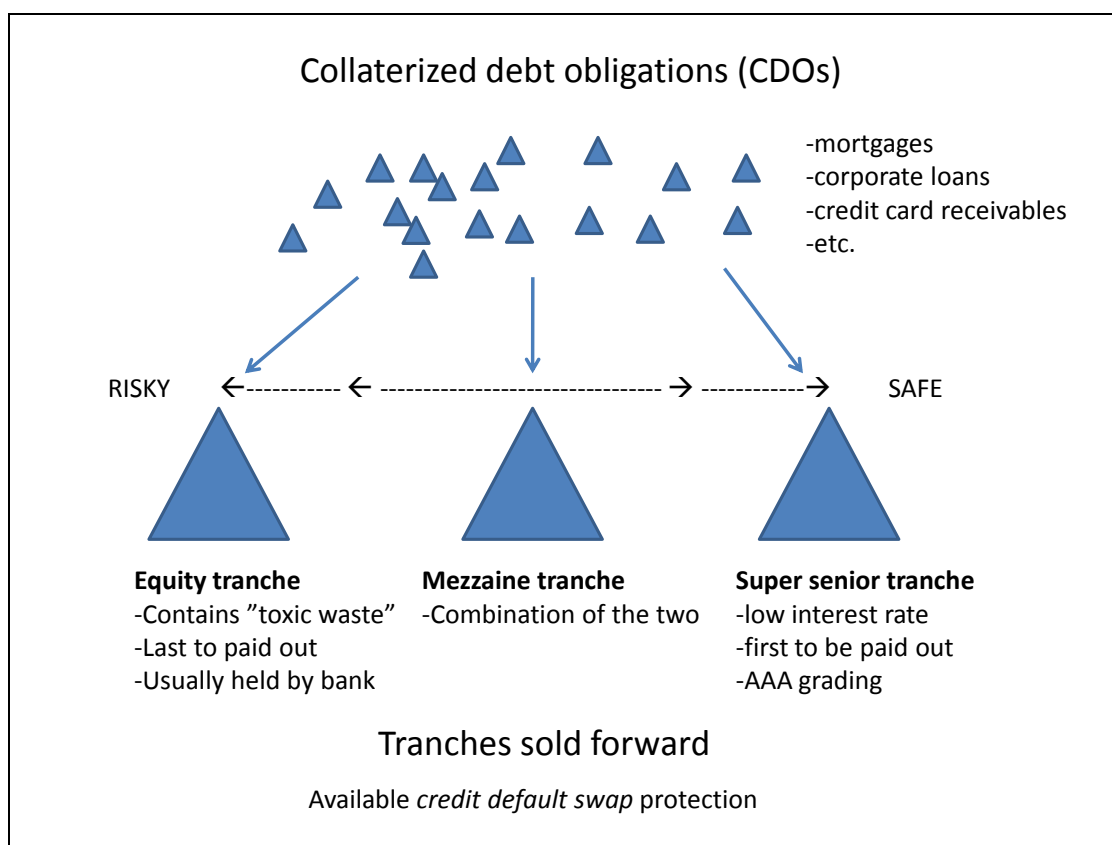 Collaterized debt obligations (CDOs)
-mortgages
-corporate loans
-credit card receivables
-etc.
RISKY
SAFE
Equity tranche
-Contains ”toxic waste”
-Last to paid out
-Usually held by bank
Mezzaine tranche
-Combination of the two
Super senior tranche
-low interest rate
-first to be paid out
-AAA grading
Tranches sold forward
Available credit default swap protection